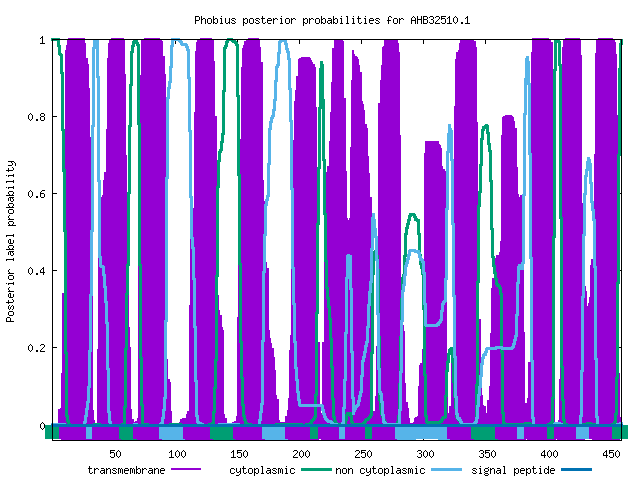 Phobius posterior probabilities for AHB32510.1
1
0.8
0.6
0.4
0.2
0
Posterior label probability
50 100 150 200 250 300 350 400 450
transmembrane cytoplasmic non cytoplasmic signal peptide